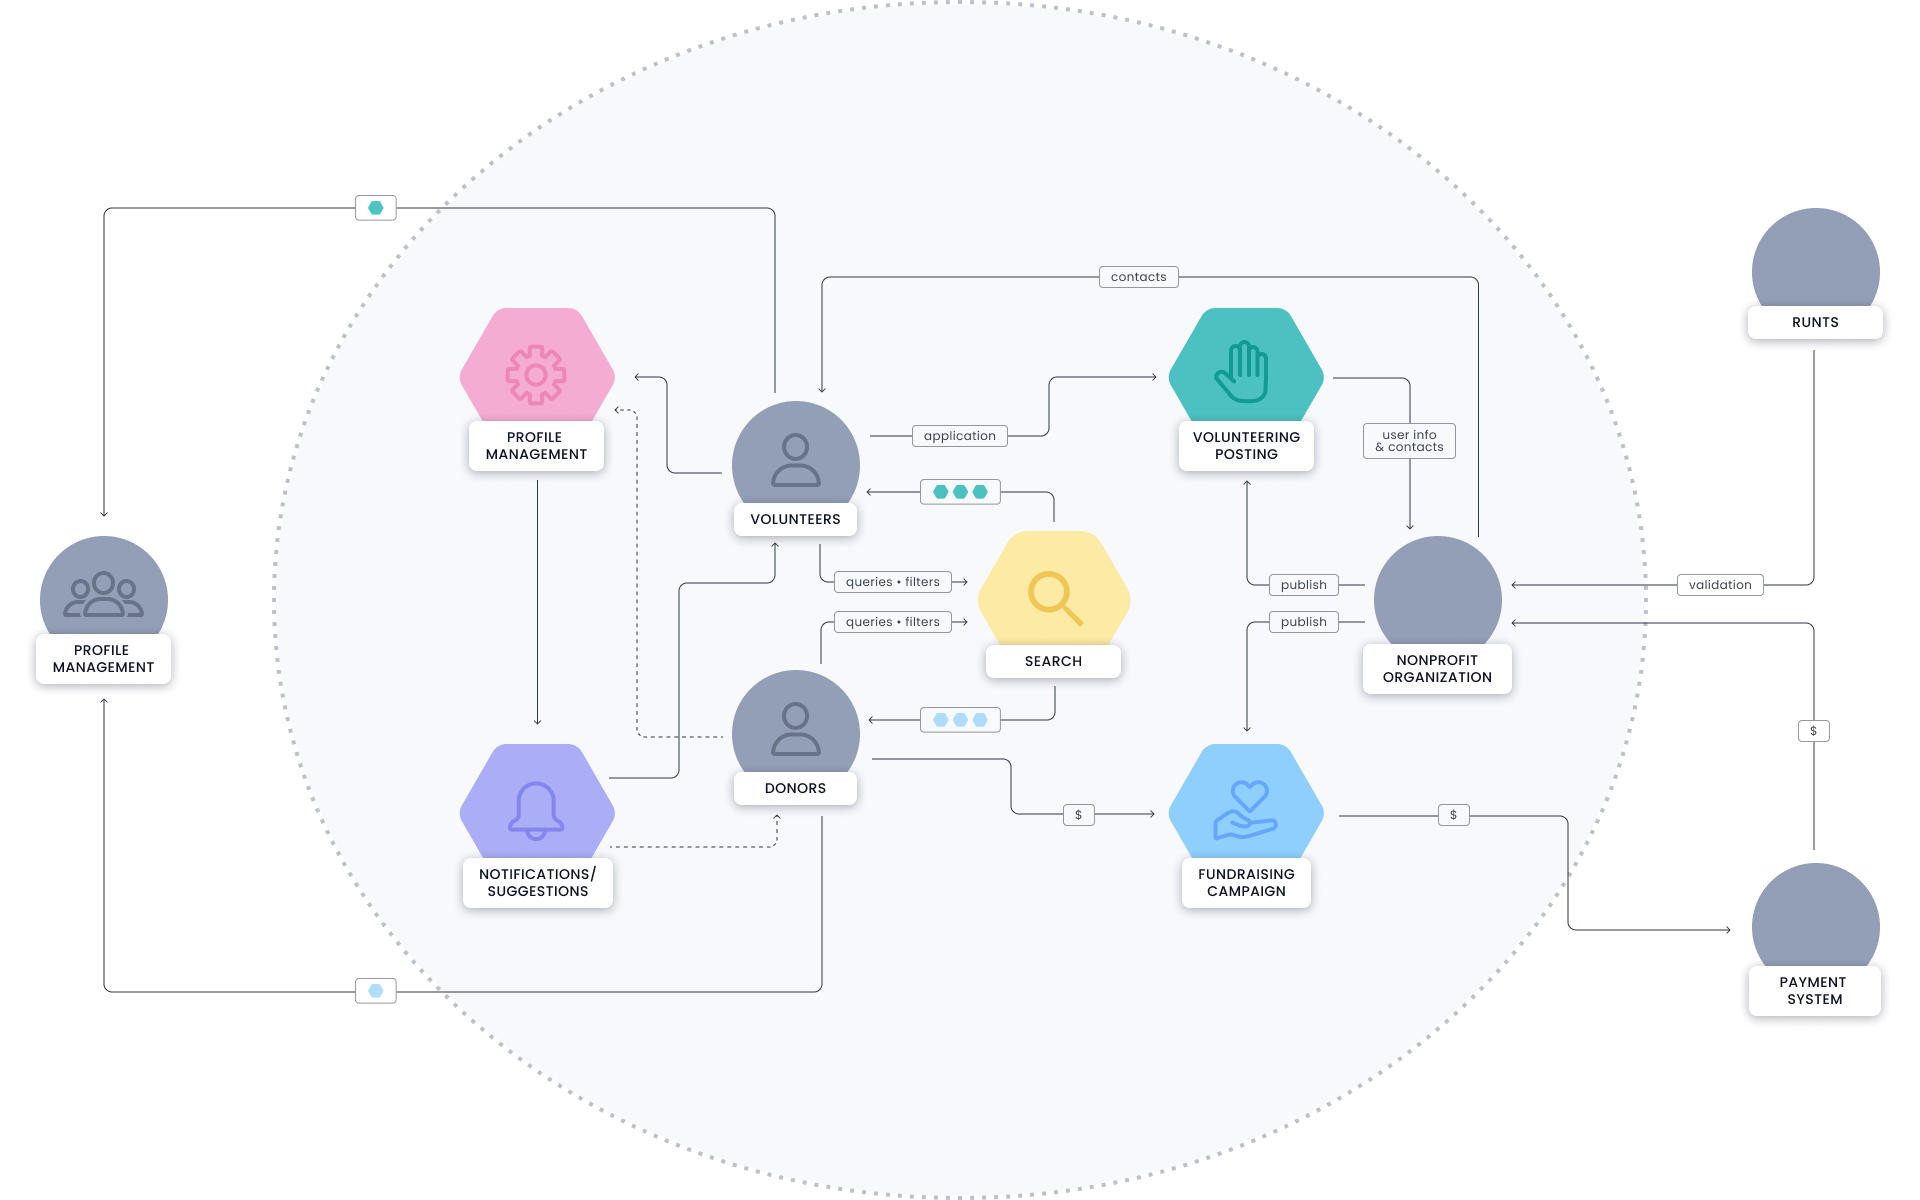 contacts
RUNTS
PROFILE
MANAGEMENT
application
VOLUNTEERING
POSTING
user info
& contacts
VOLUNTEERS
queries • filters
publish
validation
queries • filters
publish
PROFILE
MANAGEMENT
SEARCH
NONPROFIT
ORGANIZATION
$
DONORS
$
$
NOTIFICATIONS/
SUGGESTIONS
FUNDRAISING
CAMPAIGN
PAYMENT
SYSTEM